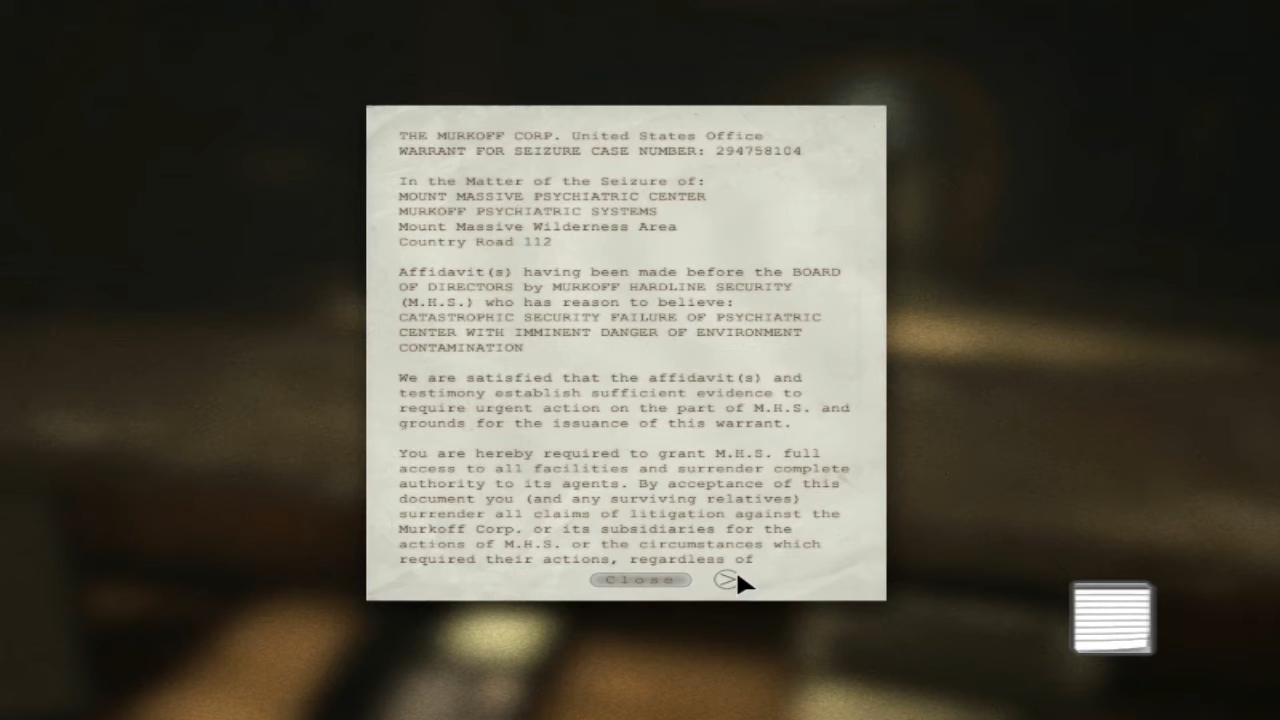 THE MURKOFF CORP. United States Office
WARRANT FOR SEIZURE CASE NUMBER: 294758104
In the Matter of the Seizure of:
MOUNT MASSIVE PSYCHIATRIC CENTER
MURKOFF PSYCHIATRIC SYSTEMS
Mount Massive Wilderness Area
Country Road 112
Affidavit(s) having been made before the BOARD
OF DIRECTORS by MURKOFF HARDLINE SECURITY
(M.H.S.) who has reason to believe:
CATASTROPHIC SECURITY FAILURE OF PSYCHIATRIC
CENTER WITH IMMINENT DANGER OF ENVIRONMENT
CONTAMINATION
We are satisfied that the affidavit(s) and
testimony establish sufficient evidence to
require urgent action on the part of M.H.S. and
grounds for the issuance of this warrant.
You are hereby required to grant M.H.S. full
access to all facilities and surrender complete
authority to its agents. By acceptance of this
document you (and any surviving relatives)
surrender all claims of litigation against the
Murkoff Corp. or its subsidiaries for the
actions of M.H.S. or the circumstances which
required their actions, regardless of
Close >